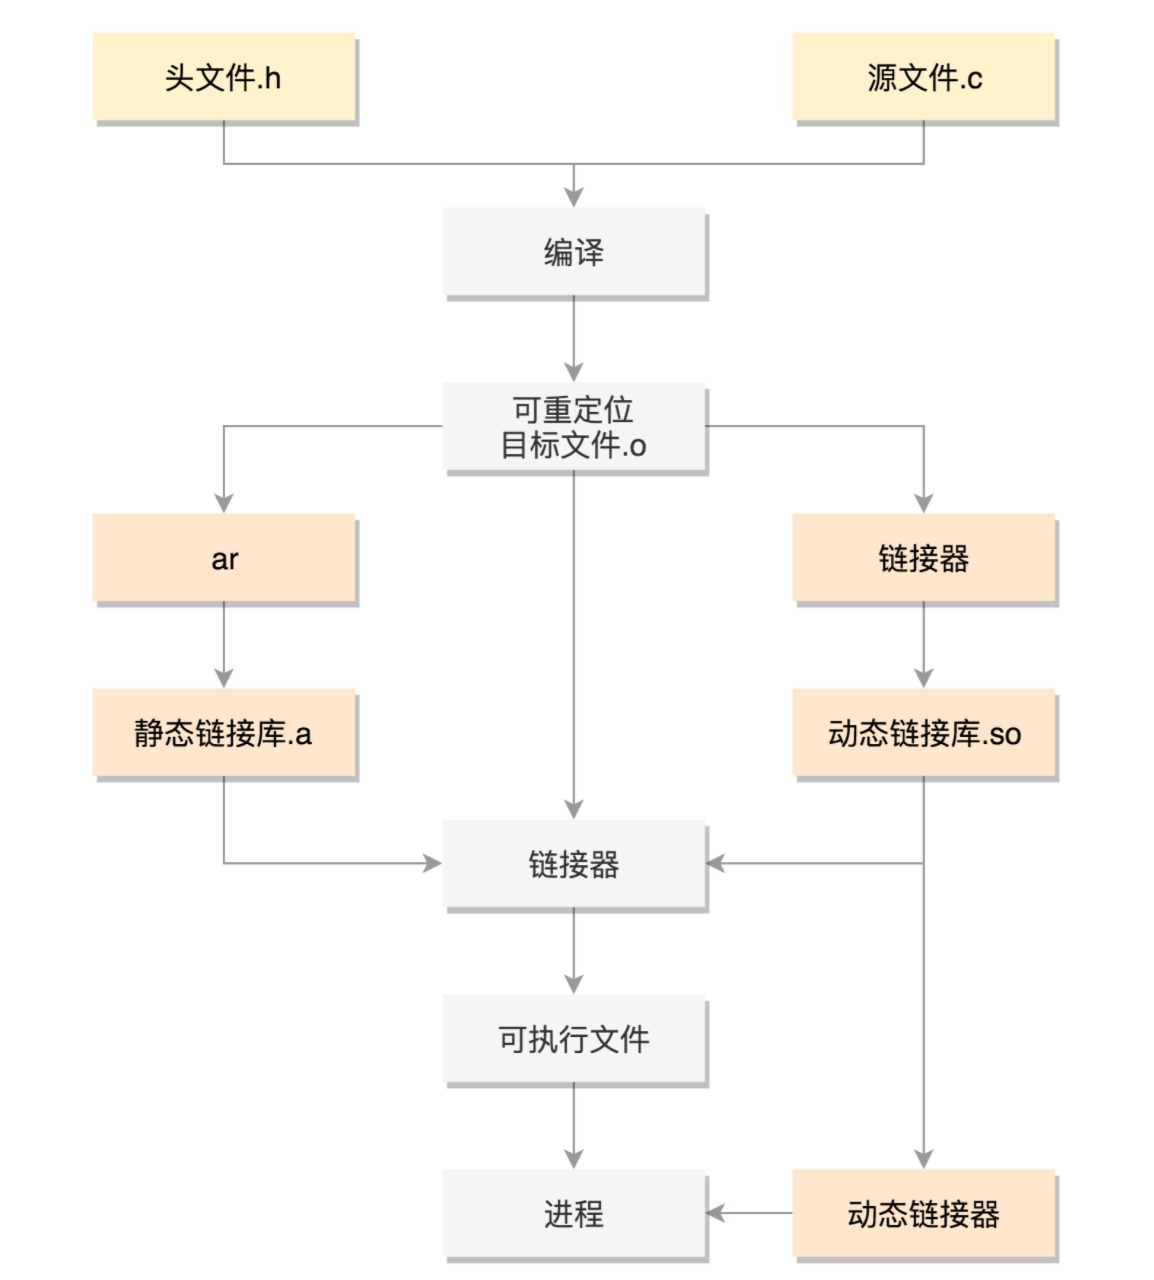 头文件.h
源文件.c
编译
可重定位
目标文件.o
ar
链接器
静态链接库.a
动态链接库.so
链接器
可执行文件
进程
动态链接器